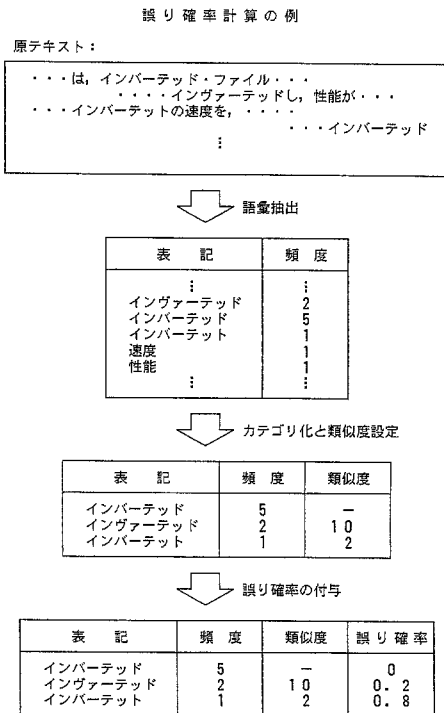 誤り確率計算の例
原テキスト：
・・・は，インバーテッド・ファイル・・・
・・・・インヴァーテッドし，性能が・・・
・・・インバーテットの速度を，・・・・
・・・インバーテッド
⋮
語彙抽出
表　記　頻　度
⋮　⋮
インヴァーテッド　2
インバーテッド　5
インバーテット　1
速度　1
性能　1
⋮　⋮
カテゴリ化と類似度設定
表　記　頻　度　類似度
インバーテッド　5　－
インヴァーテッド　2　10
インバーテット　1　2
誤り確率の付与
表　記　頻　度　類似度　誤り確率
インバーテッド　5　－　0
インヴァーテッド　2　10　0.2
インバーテット　1　2　0.8